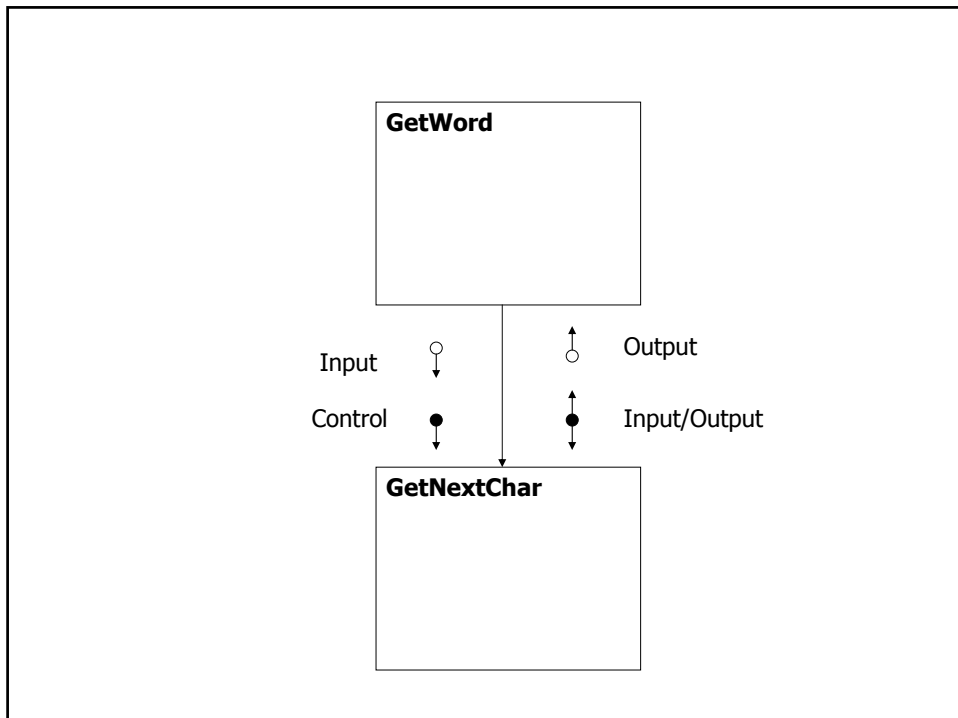 GetWord
Input
Output
Control
Input/Output
GetNextChar